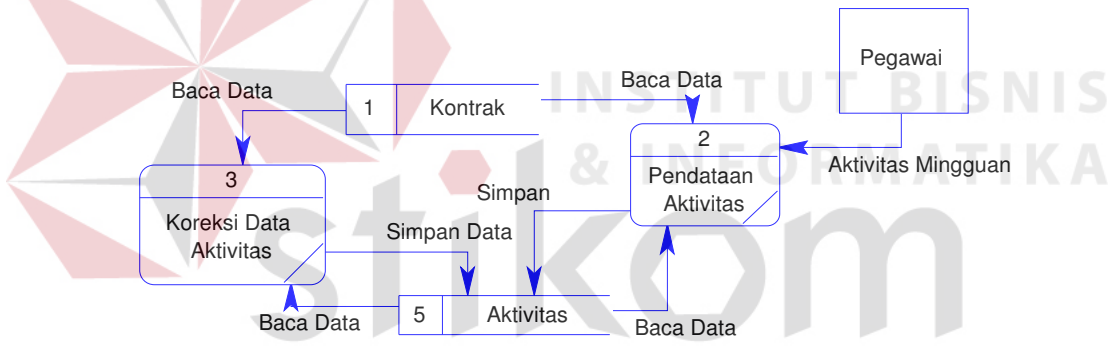 Pegawai
Baca Data
Baca Data
1 Kontrak
INSTITUT BISNIS
& INFORMATIKA
stikom
2
Pendataan
Aktivitas
Aktivitas Mingguan
3
Koreksi Data
Aktivitas
Simpan
Simpan Data
5 Aktivitas
Baca Data
Baca Data